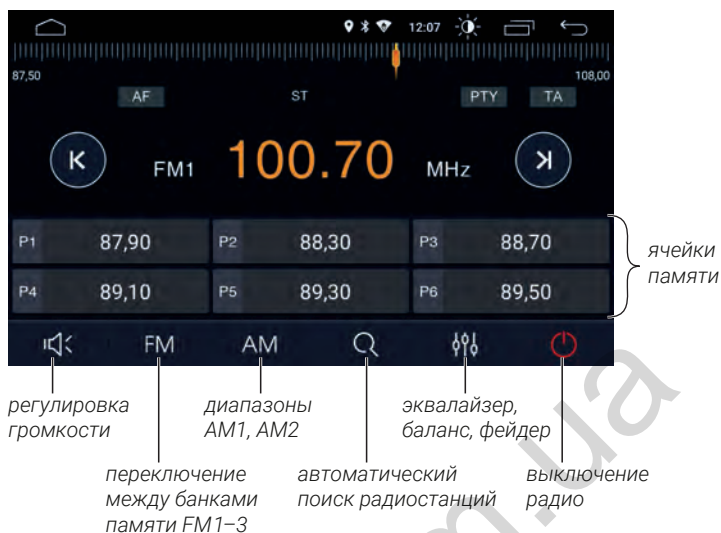 12:07
87,50
108,00
AF ST PTY TA
FM1 100.70 MHz
P1 87,90 P2 88,30 P3 88,70
P4 89,10 P5 89,30 P6 89,50
ячейки
памяти
FM AM
регулировка
громкости
диапазоны
AM1, AM2
эквалайзер,
баланс, фейдер
переключение
между банками
памяти FM1–3
автоматический
поиск радиостанций
выключение
радио
m.ua